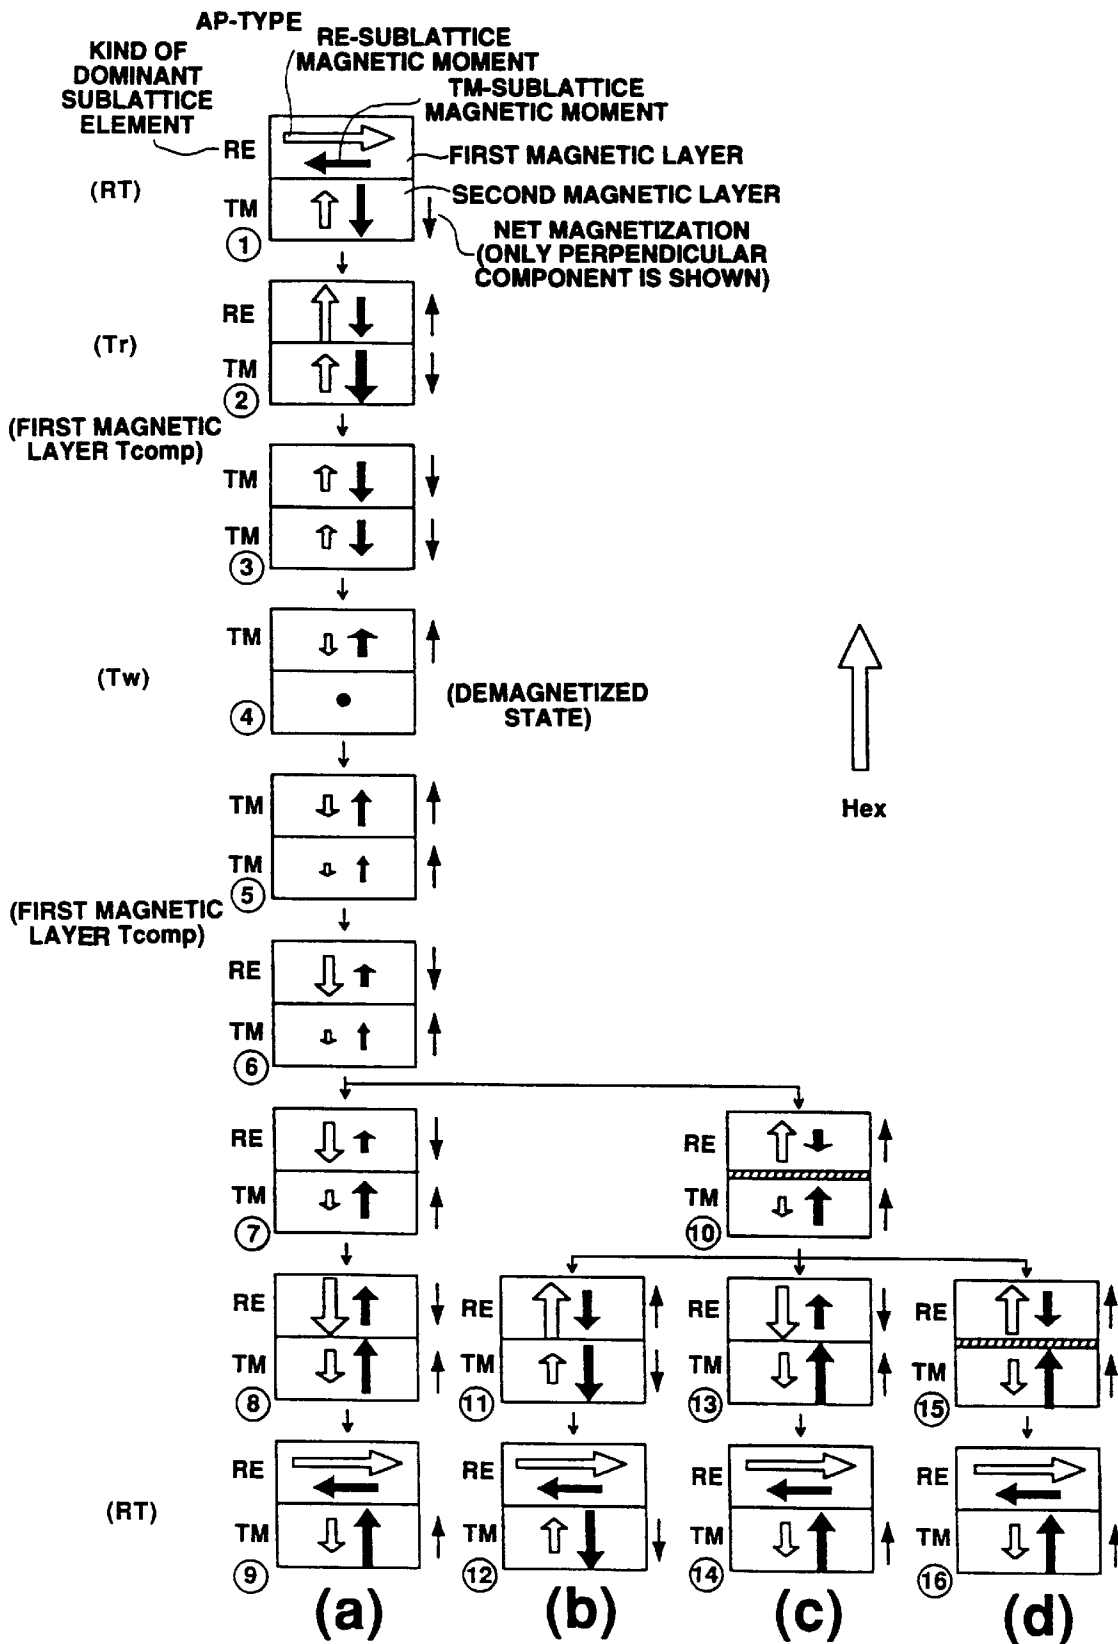 AP-TYPE
RE-SUBLATTICE
MAGNETIC MOMENT
KIND OF
DOMINANT
SUBLATTICE
ELEMENT
TM-SUBLATTICE
MAGNETIC MOMENT
RE
FIRST MAGNETIC LAYER
(RT)
SECOND MAGNETIC LAYER
TM
1
NET MAGNETIZATION
(ONLY PERPENDICULAR
COMPONENT IS SHOWN)
RE
(Tr)
TM
2
(FIRST MAGNETIC
LAYER Tcomp)
TM
TM
3
TM
(Tw)
4
(DEMAGNETIZED
STATE)
Hex
TM
TM
5
(FIRST MAGNETIC
LAYER Tcomp)
RE
TM
6
RE
TM
7
RE
TM
10
RE
TM
8
RE
TM
11
RE
TM
13
RE
TM
15
(RT)
RE
TM
9
RE
TM
12
RE
TM
14
RE
TM
16
(a)
(b)
(c)
(d)